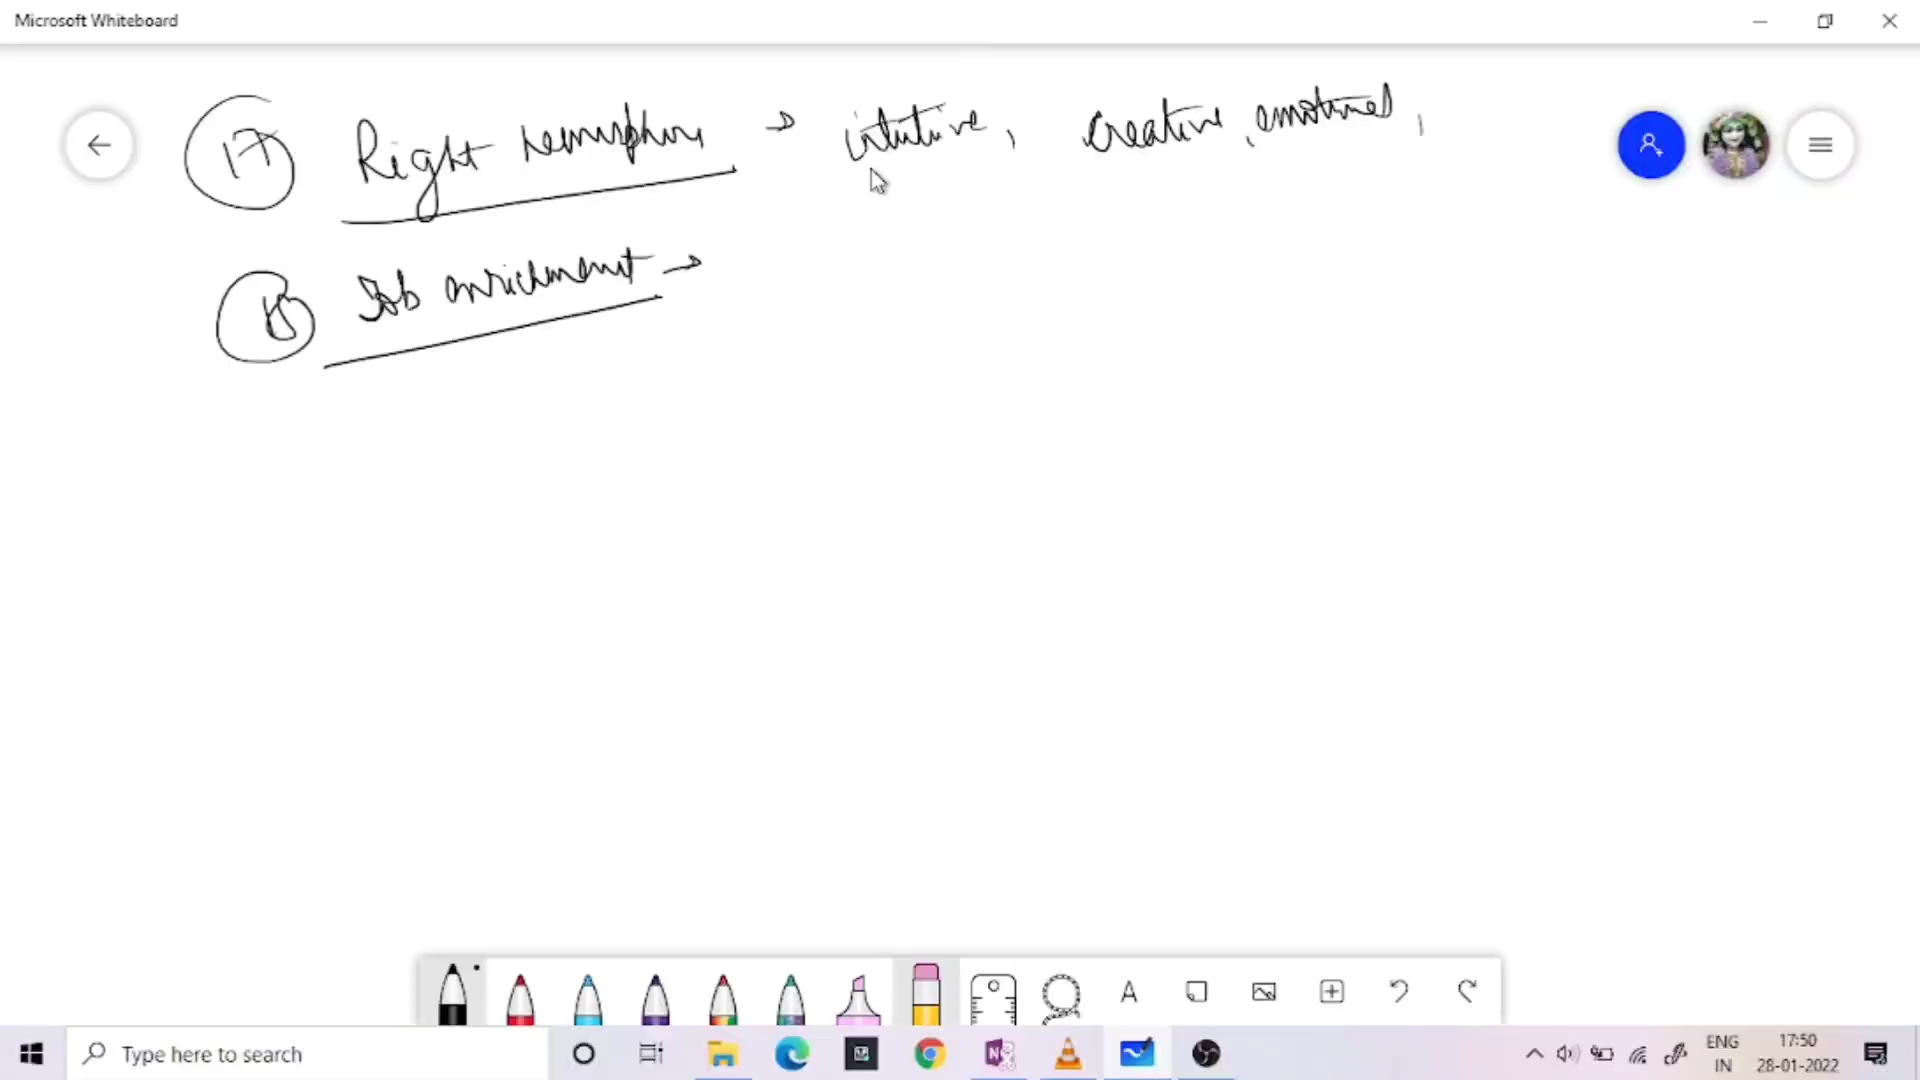 Microsoft Whiteboard
17 Right hemisphere → intutive, creative, emotional,
18 Job enrichment →
A
Type here to search
ENG
IN
17:50
28-01-2022